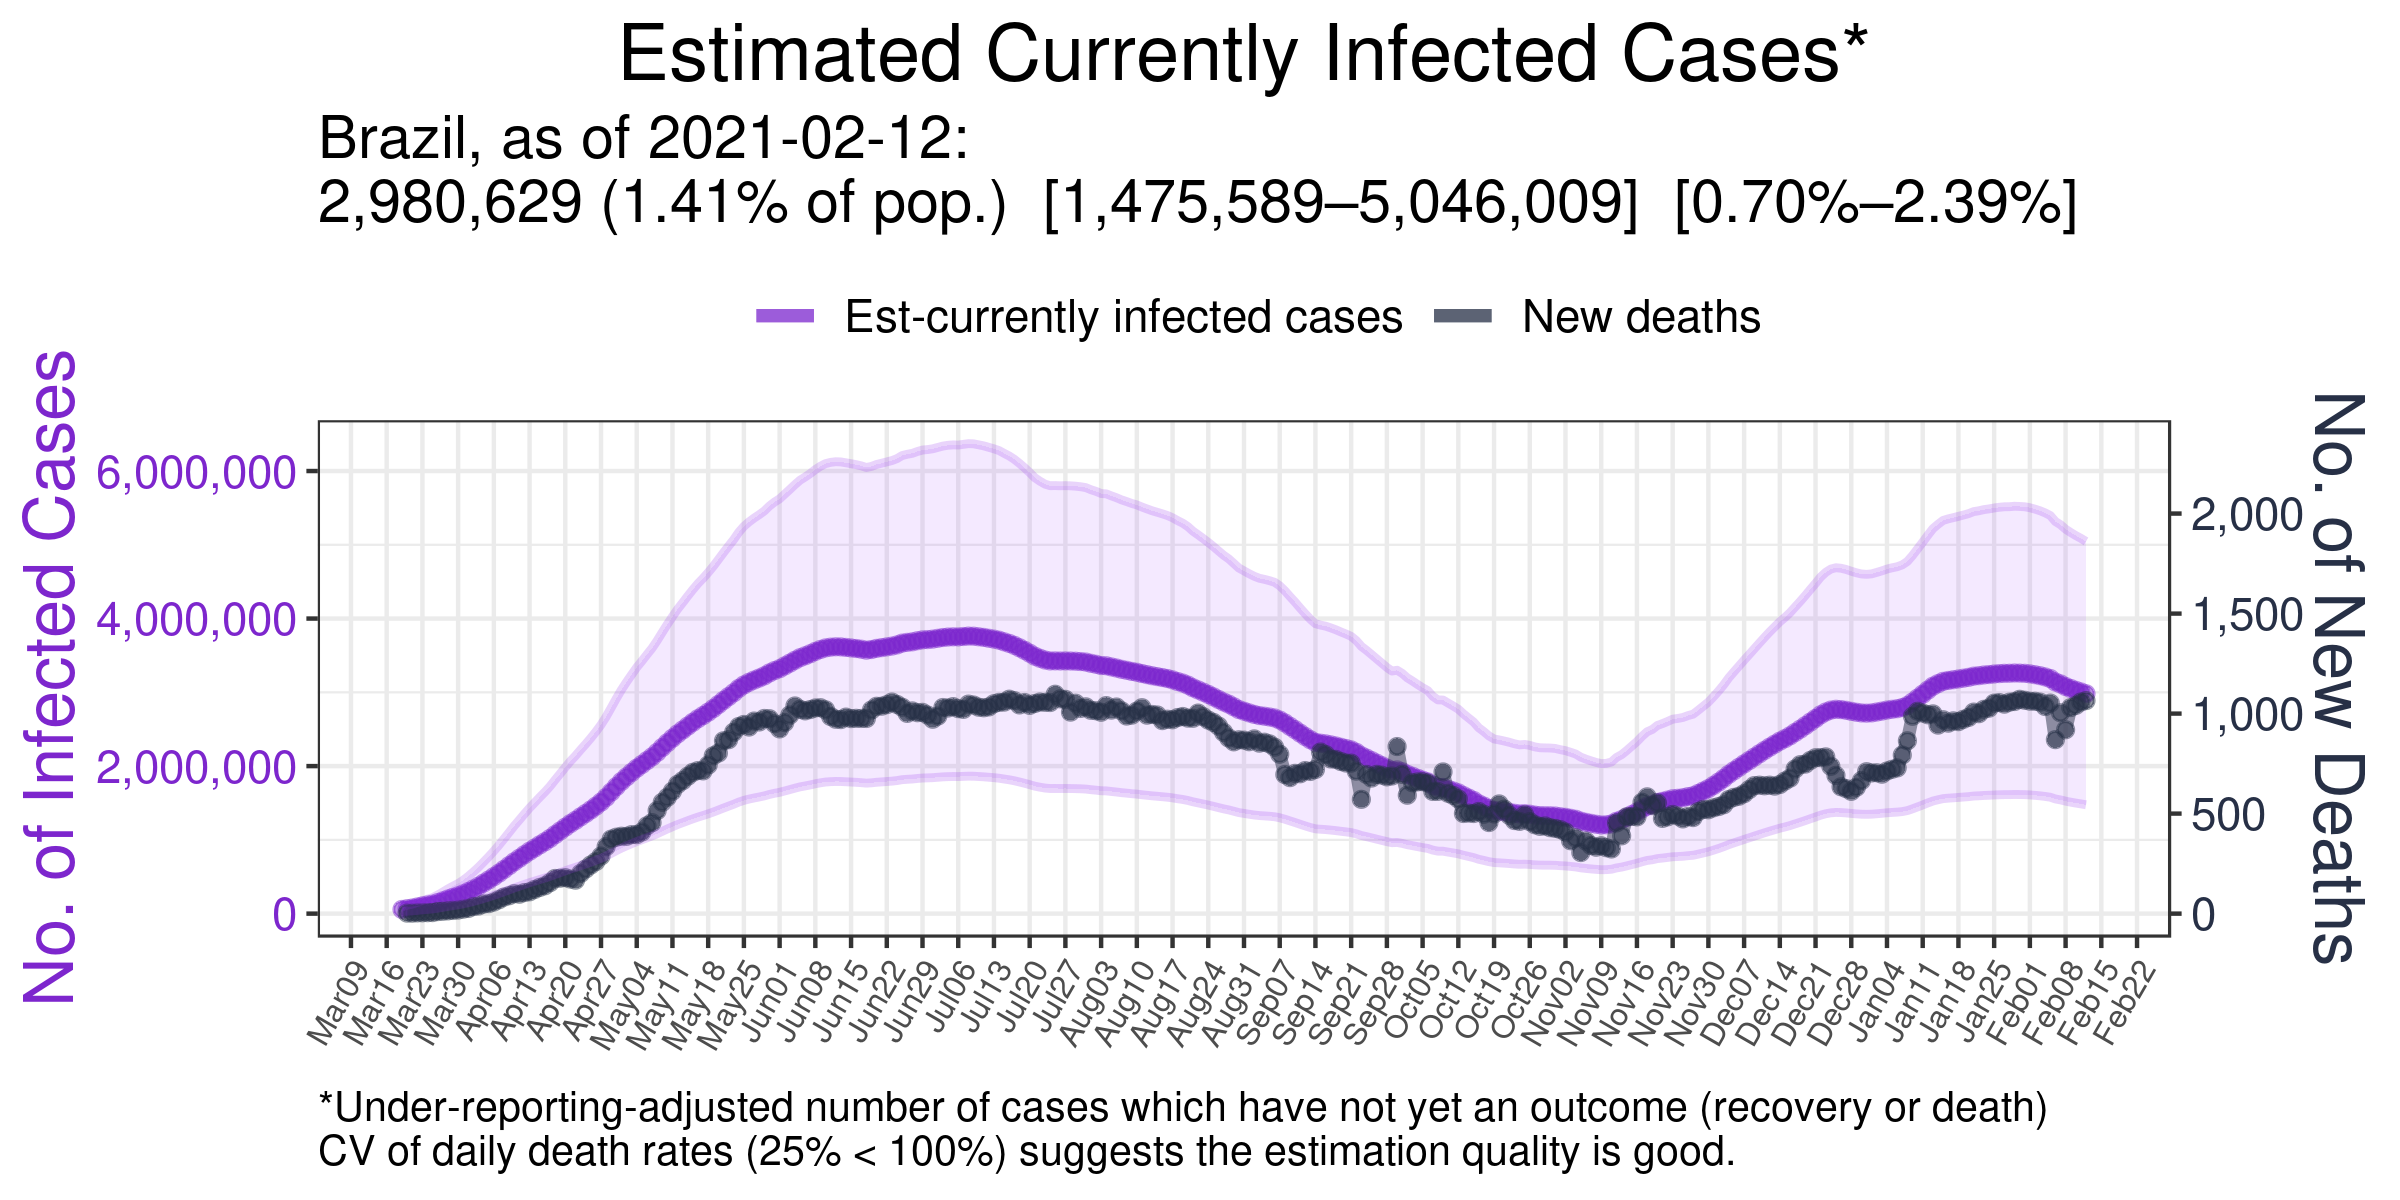 Estimated Currently Infected Cases*
Brazil, as of 2021-02-12:
2,980,629 (1.41% of pop.) [1,475,589–5,046,009] [0.70%–2.39%]
Est-currently infected cases New deaths
No. of Infected Cases
6,000,000
4,000,000
2,000,000
0
No. of New Deaths
2,000
1,500
1,000
500
0
Mar09 Mar16 Mar23 Mar30 Apr06 Apr13 Apr20 Apr27 May04 May11 May18 May25 Jun01 Jun08 Jun15 Jun22 Jun29 Jul06 Jul13 Jul20 Jul27 Aug03 Aug10 Aug17 Aug24 Aug31 Sep07 Sep14 Sep21 Sep28 Oct05 Oct12 Oct19 Oct26 Nov02 Nov09 Nov16 Nov23 Nov30 Dec07 Dec14 Dec21 Dec28 Jan04 Jan11 Jan18 Jan25 Feb01 Feb08 Feb15 Feb22
*Under-reporting-adjusted number of cases which have not yet an outcome (recovery or death)
CV of daily death rates (25% < 100%) suggests the estimation quality is good.